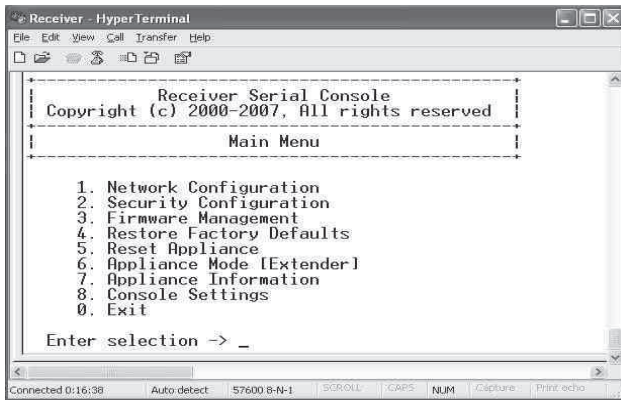 Receiver - HyperTerminal
File Edit View Call Transfer Help
Receiver Serial Console
Copyright (c) 2000-2007, All rights reserved
Main Menu
1. Network Configuration
2. Security Configuration
3. Firmware Management
4. Restore Factory Defaults
5. Reset Appliance
6. Appliance Mode [Extender]
7. Appliance Information
8. Console Settings
0. Exit
Enter selection -> _
Connected 0:16:38 Auto detect 57600 8-N-1 SCROLL CAPS NUM Capture Print echo